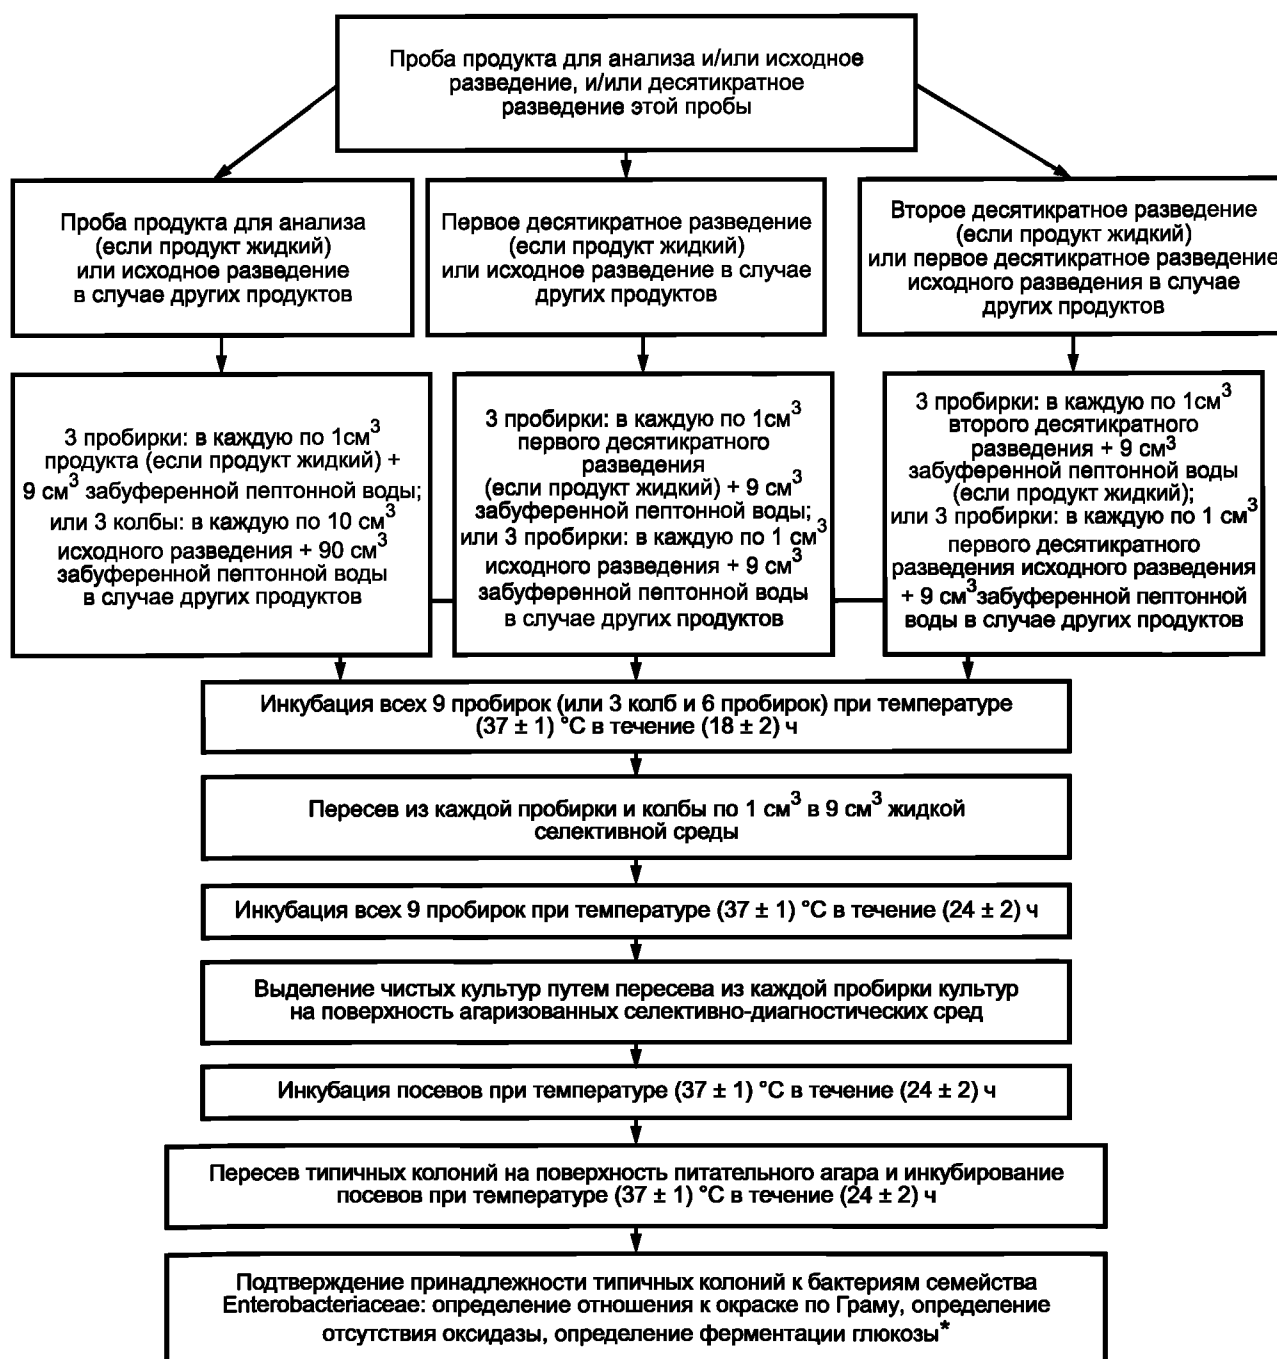 Проба продукта для анализа и/или исходное
разведение, и/или десятикратное
разведение этой пробы
Проба продукта для анализа
(если продукт жидкий)
или исходное разведение
в случае других продуктов
Первое десятикратное разведение
(если продукт жидкий)
или исходное разведение в случае
других продуктов
Второе десятикратное разведение
(если продукт жидкий)
или первое десятикратное разведение
исходного разведения в случае
других продуктов
3 пробирки: в каждую по 1см³
продукта (если продукт жидкий) +
9 см³ забуференной пептонной воды;
или 3 колбы: в каждую по 10 см³
исходного разведения + 90 см³
забуференной пептонной воды
в случае других продуктов
3 пробирки: в каждую по 1см³
первого десятикратного
разведения
(если продукт жидкий) + 9 см³
забуференной пептонной воды;
или 3 пробирки: в каждую по 1 см³
исходного разведения + 9 см³
забуференной пептонной воды
в случае других продуктов
3 пробирки: в каждую по 1см³
второго десятикратного
разведения + 9 см³
забуференной пептонной воды
(если продукт жидкий);
или 3 пробирки: в каждую по 1 см³
первого десятикратного
разведения исходного разведения
+ 9 см³забуференной пептонной
воды в случае других продуктов
Инкубация всех 9 пробирок (или 3 колб и 6 пробирок) при температуре
(37 ± 1) °С в течение (18 ± 2) ч
Пересев из каждой пробирки и колбы по 1 см³ в 9 см³ жидкой
селективной среды
Инкубация всех 9 пробирок при температуре (37 ± 1) °С в течение (24 ± 2) ч
Выделение чистых культур путем пересева из каждой пробирки культур
на поверхность агаризованных селективно-диагностических сред
Инкубация посевов при температуре (37 ± 1) °С в течение (24 ± 2) ч
Пересев типичных колоний на поверхность питательного агара и инкубирование
посевов при температуре (37 ± 1) °С в течение (24 ± 2) ч
Подтверждение принадлежности типичных колоний к бактериям семейства
Enterobacteriaceae: определение отношения к окраске по Граму, определение
отсутствия оксидазы, определение ферментации глюкозы*